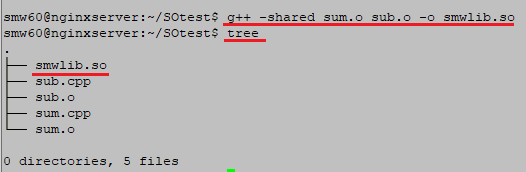 smw60@nginxserver:~/SOtest$ g++ -shared sum.o sub.o -o smwlib.so
smw60@nginxserver:~/SOtest$ tree
.
├── smwlib.so
├── sub.cpp
├── sub.o
├── sum.cpp
└── sum.o
0 directories, 5 files